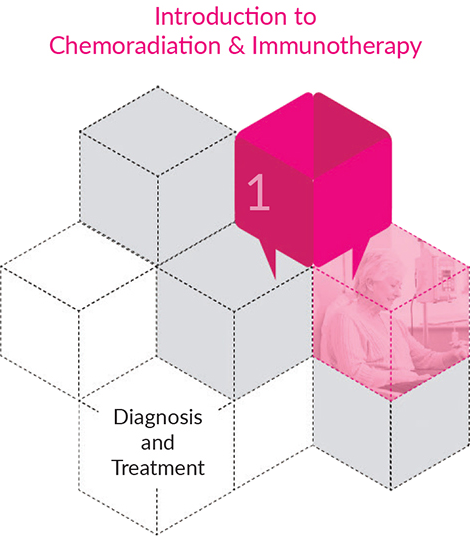 Introduction to
Chemoradiation & Immunotherapy
1
Diagnosis
and
Treatment